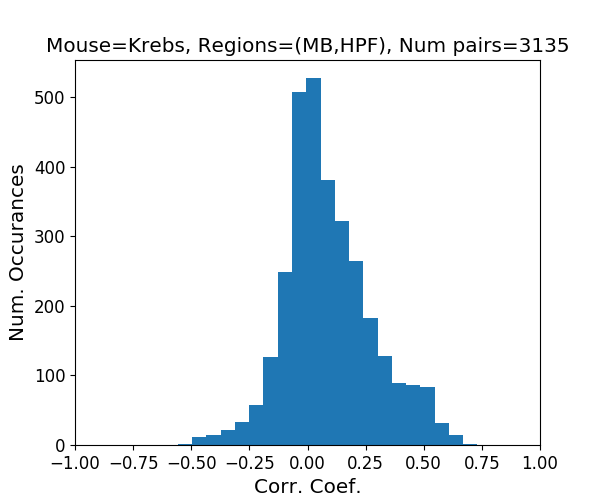 Mouse=Krebs, Regions=(MB,HPF), Num pairs=3135
Num. Occurances
500
400
300
200
100
0
−1.00 −0.75 −0.50 −0.25 0.00 0.25 0.50 0.75 1.00
Corr. Coef.